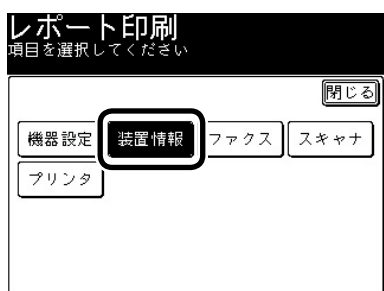 レポート印刷
項目を選択してください
閉じる
機器設定 装置情報 ファクス スキャナ
プリンタ